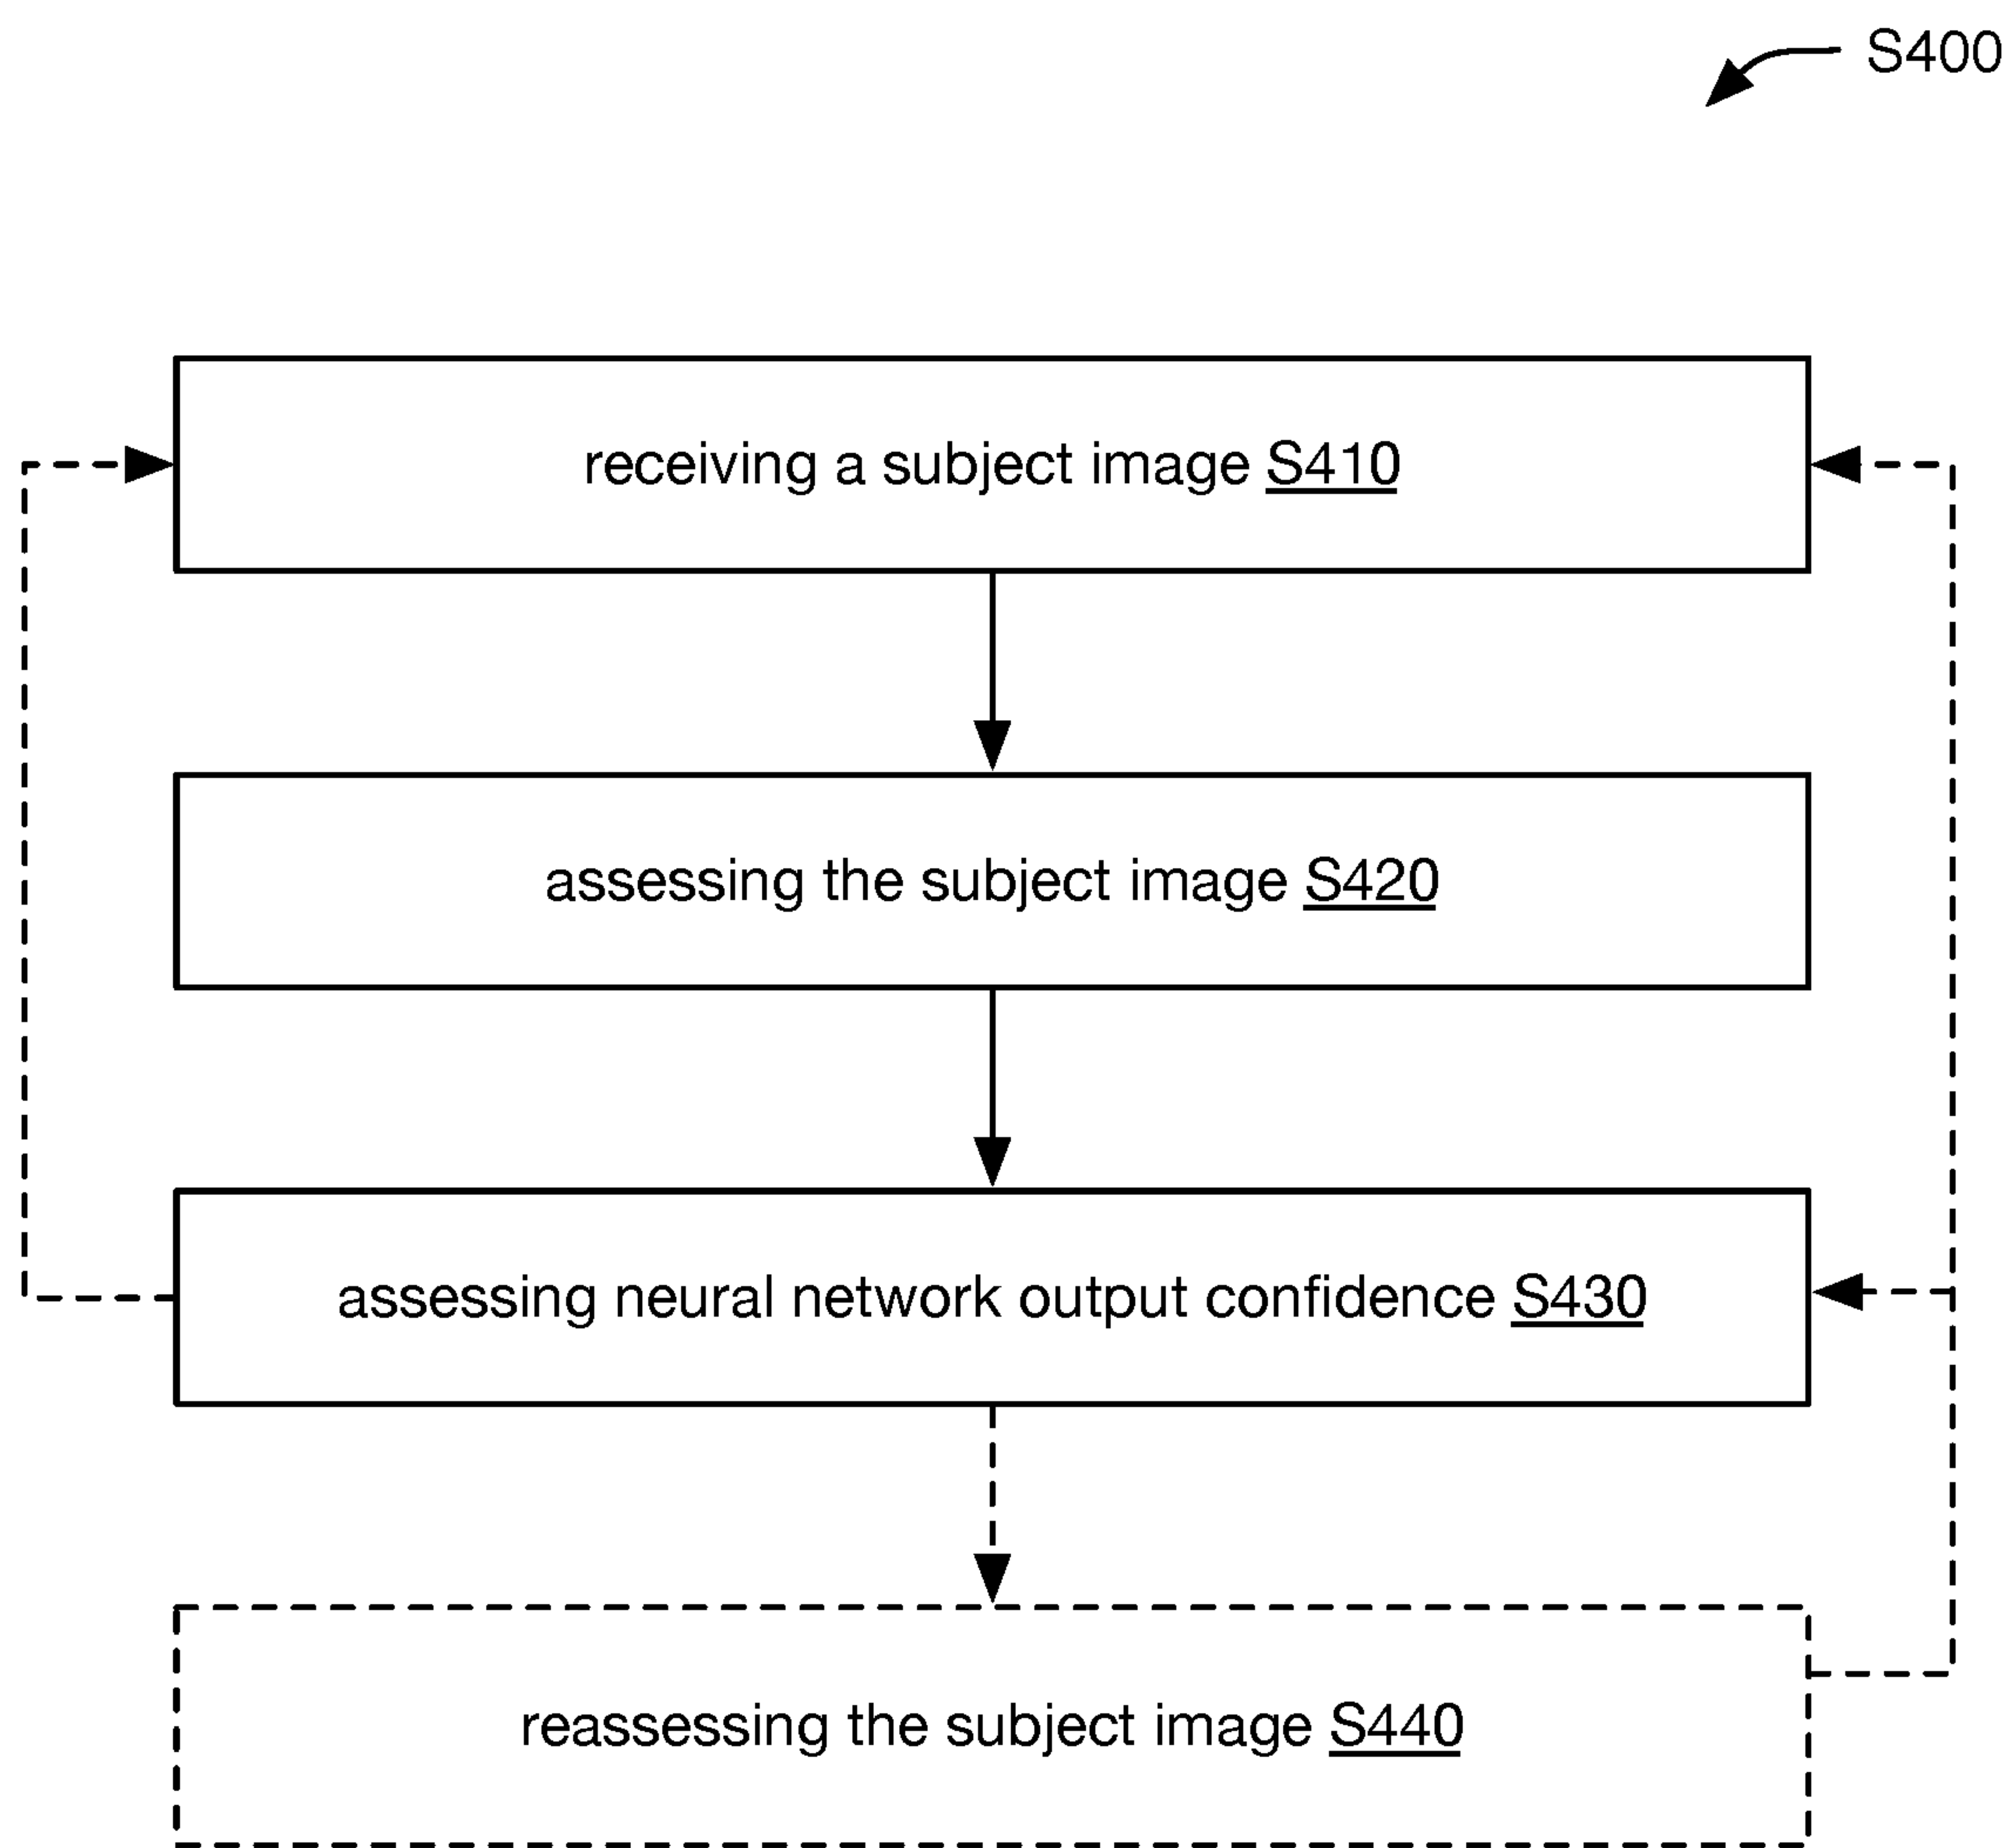 S400
receiving a subject image S410
assessing the subject image S420
assessing neural network output confidence S430
reassessing the subject image S440